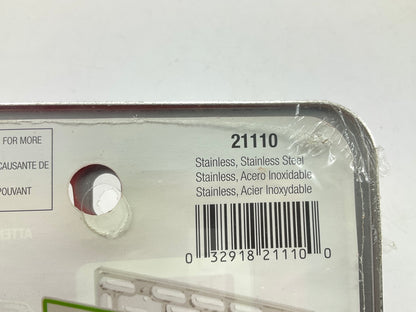 FOR MORE
CAUSANTE DE
POUVANT
21110
Stainless, Stainless Steel
Stainless, Acero Inoxidable
Stainless, Acier Inoxydable
0 32918 21110 0